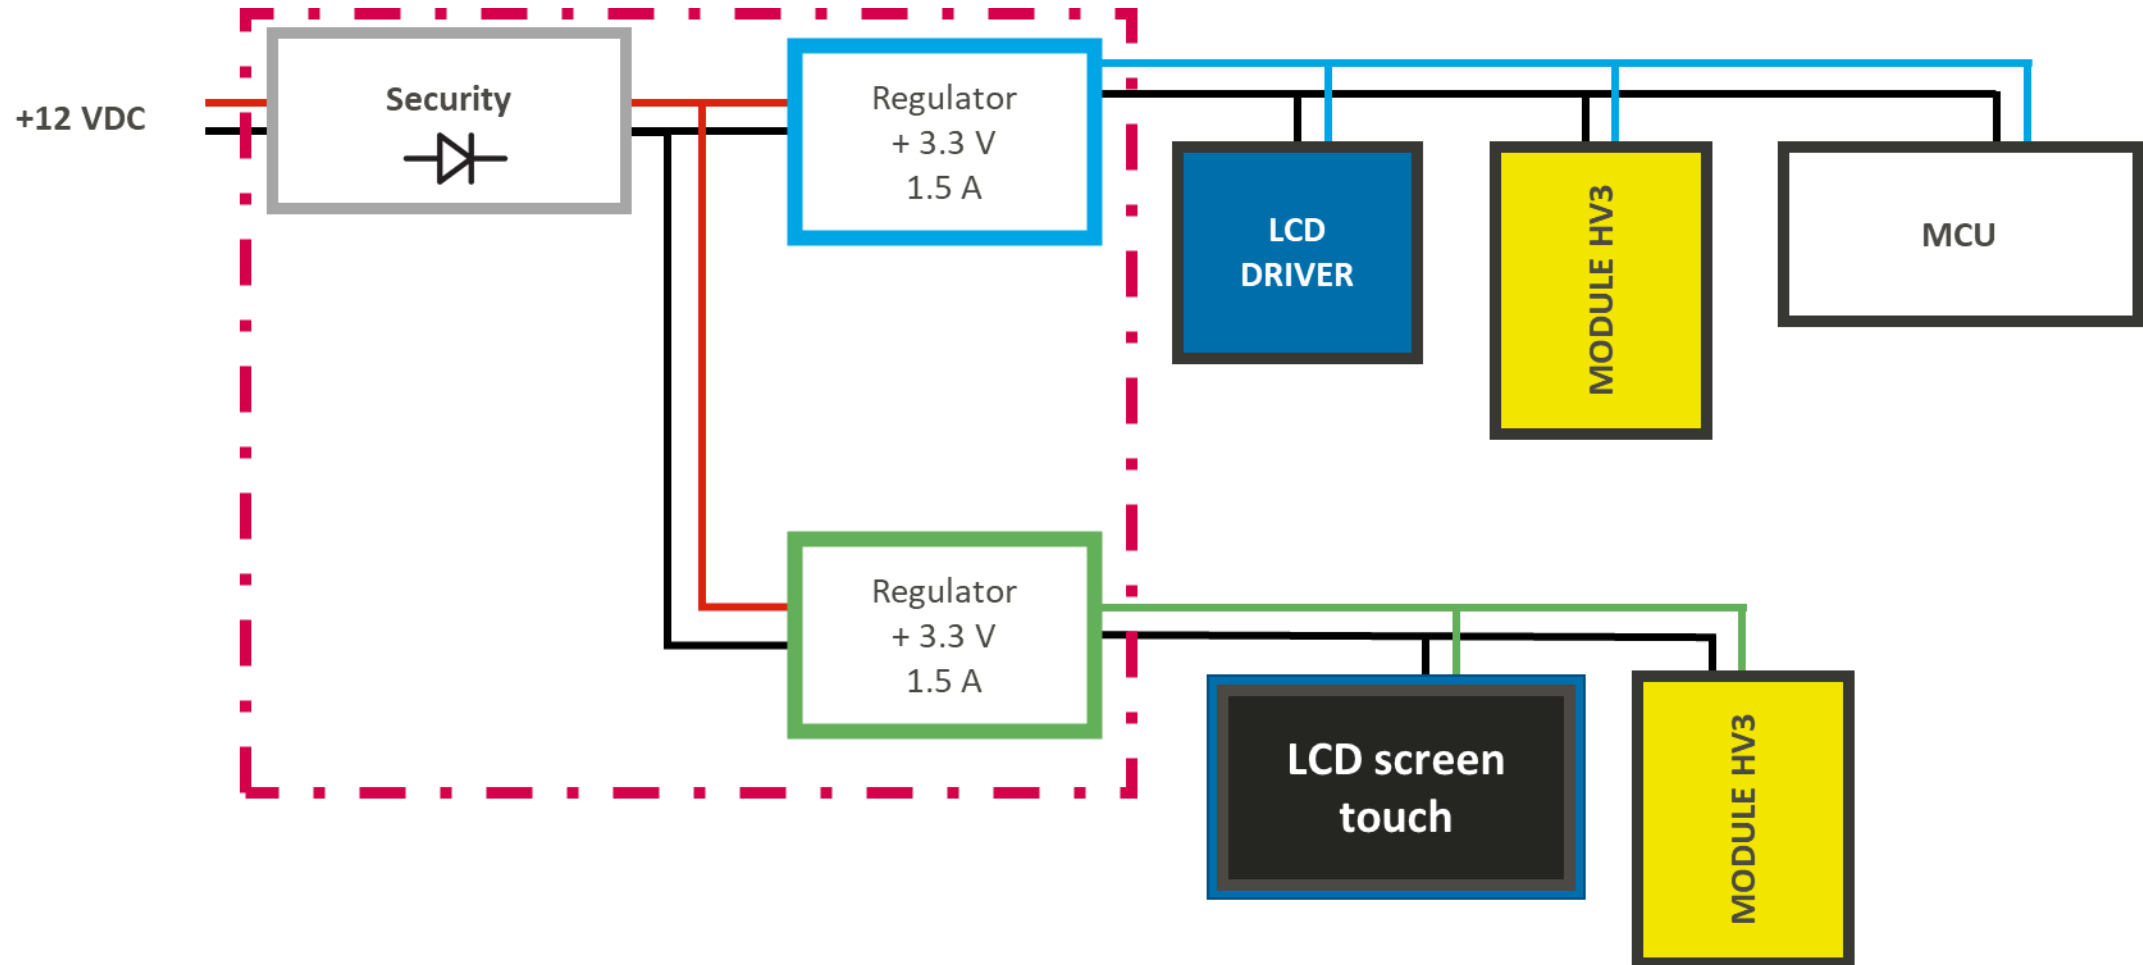 +12 VDC
Security
Regulator
+ 3.3 V
1.5 A
LCD
DRIVER
MODULE HV3
MCU
Regulator
+ 3.3 V
1.5 A
LCD screen
touch
MODULE HV3